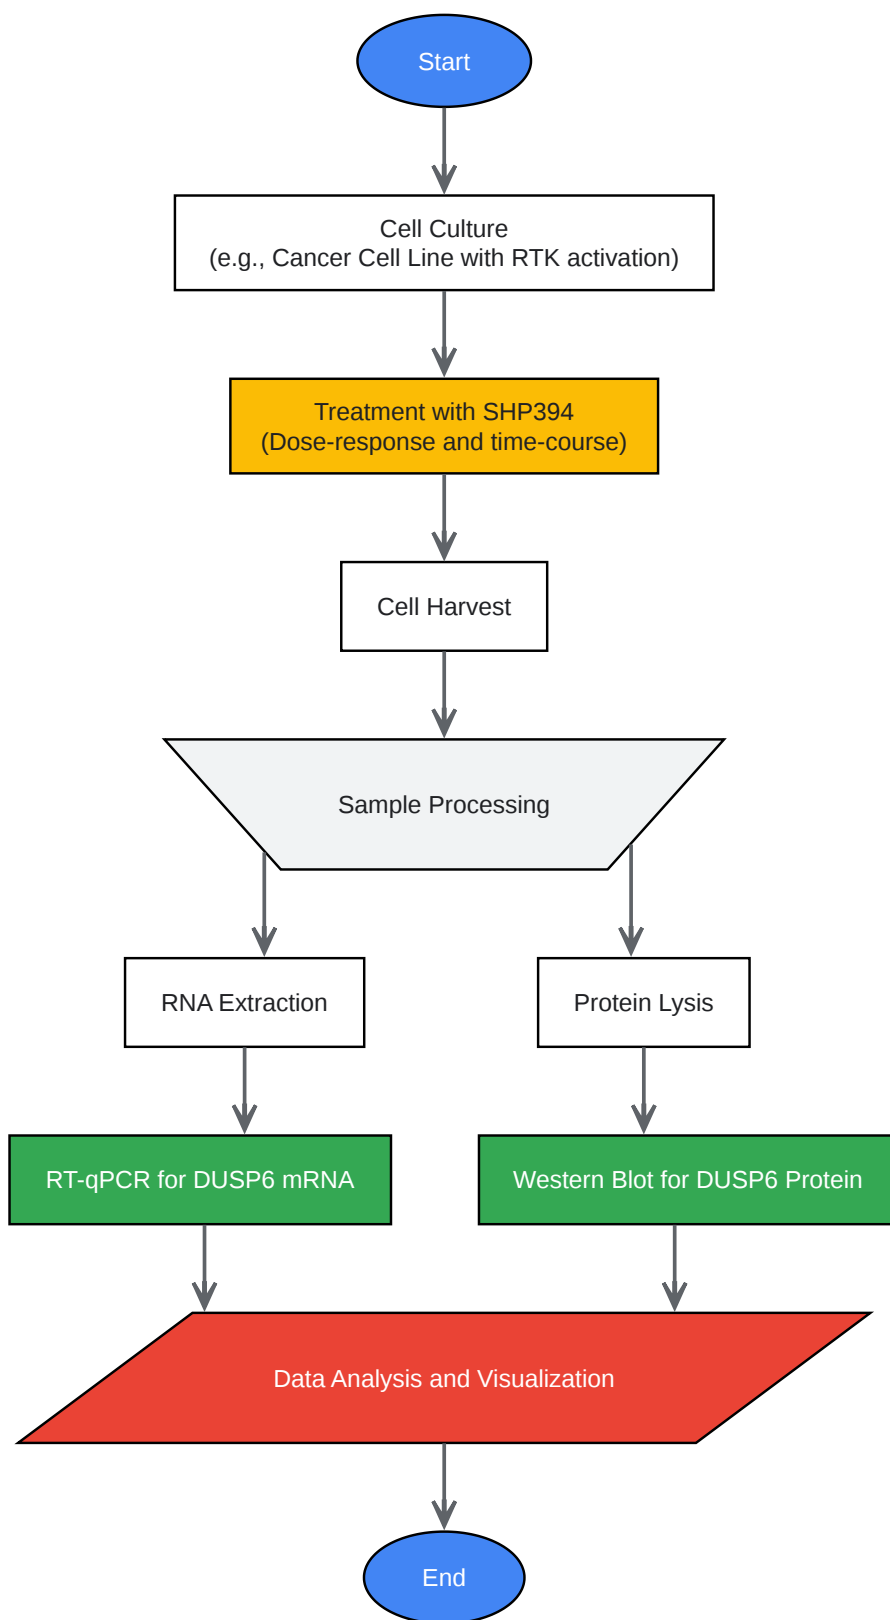 Start
Cell Culture
(e.g., Cancer Cell Line with RTK activation)
Treatment with SHP394
(Dose-response and time-course)
Cell Harvest
Sample Processing
RNA Extraction
Protein Lysis
RT-qPCR for DUSP6 mRNA
Western Blot for DUSP6 Protein
Data Analysis and Visualization
End